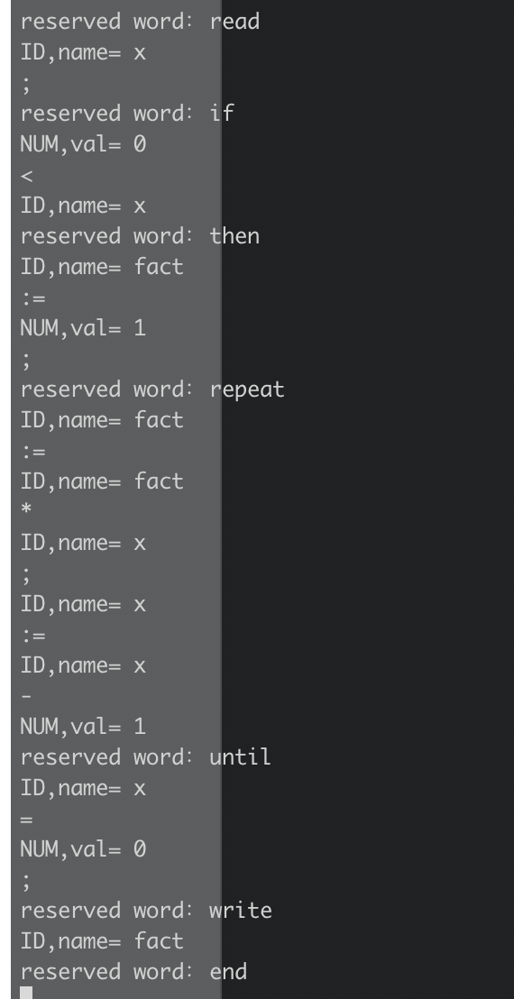 reserved word: read
ID,name= x
;
reserved word: if
NUM,val= 0
<
ID,name= x
reserved word: then
ID,name= fact
:=
NUM,val= 1
;
reserved word: repeat
ID,name= fact
:=
ID,name= fact
*
ID,name= x
;
ID,name= x
:=
ID,name= x
-
NUM,val= 1
reserved word: until
ID,name= x
=
NUM,val= 0
;
reserved word: write
ID,name= fact
reserved word: end